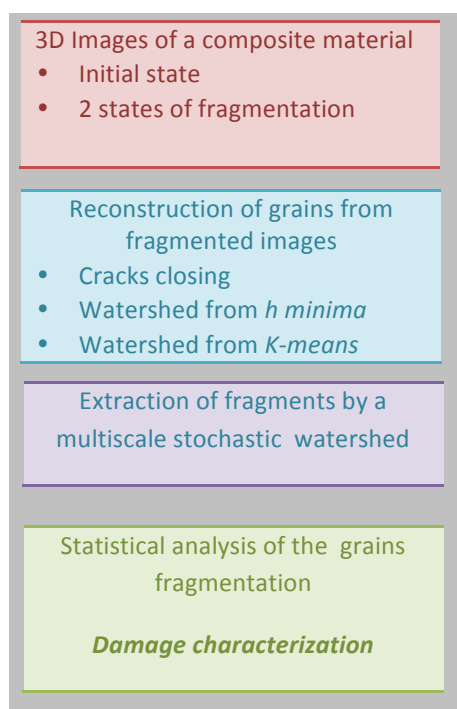 3D Images of a composite material
• Initial state
• 2 states of fragmentation
Reconstruction of grains from
fragmented images
• Cracks closing
• Watershed from h minima
• Watershed from K-means
Extraction of fragments by a
multiscale stochastic watershed
Statistical analysis of the grains
fragmentation
Damage characterization